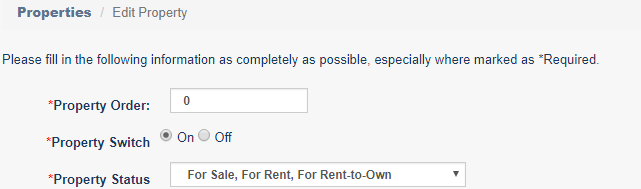 Properties / Edit Property
Please fill in the following information as completely as possible, especially where marked as *Required.
*Property Order: 0
*Property Switch On Off
*Property Status For Sale, For Rent, For Rent-to-Own